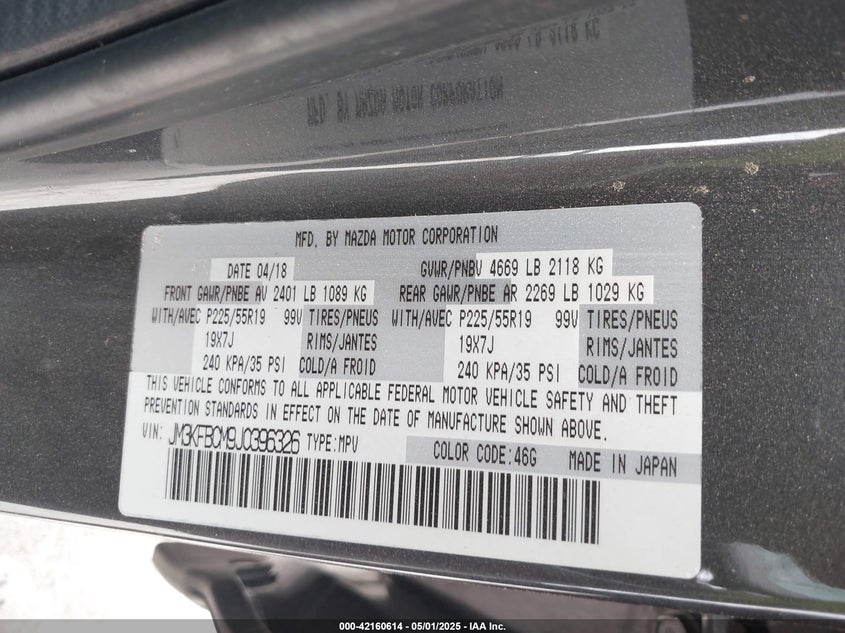 MFD. BY MAZDA MOTOR CORPORATION
DATE 04/18 GVWR/PNBV 4669 LB 2118 KG
FRONT GAWR/PNBE AV 2401 LB 1089 KG REAR GAWR/PNBE AR 2269 LB 1029 KG
WITH/AVEC P225/55R19 99V TIRES/PNEUS WITH/AVEC P225/55R19 99V TIRES/PNEUS
19X7J RIMS/JANTES 19X7J RIMS/JANTES
240 KPA/35 PSI COLD/A FROID 240 KPA/35 PSI COLD/A FROID
THIS VEHICLE CONFORMS TO ALL APPLICABLE FEDERAL MOTOR VEHICLE SAFETY AND THEFT
PREVENTION STANDARDS IN EFFECT ON THE DATE OF MANUFACTURE SHOWN ABOVE.
VIN: JM3KFBCM9J0396326 TYPE:MPV COLOR CODE:46G MADE IN JAPAN
000-42160614 - 05/01/2025 - IAA Inc.